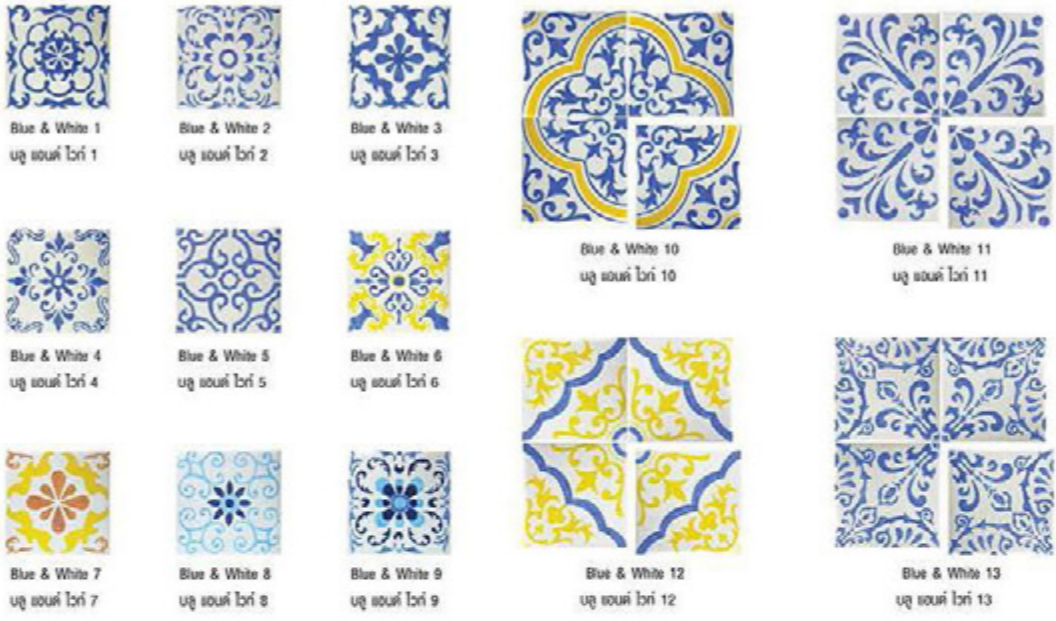 Blue & White 1
บลู แอนด์ ไวท์ 1
Blue & White 2
บลู แอนด์ ไวท์ 2
Blue & White 3
บลู แอนด์ ไวท์ 3
Blue & White 10
บลู แอนด์ ไวท์ 10
Blue & White 11
บลู แอนด์ ไวท์ 11
Blue & White 4
บลู แอนด์ ไวท์ 4
Blue & White 5
บลู แอนด์ ไวท์ 5
Blue & White 6
บลู แอนด์ ไวท์ 6
Blue & White 7
บลู แอนด์ ไวท์ 7
Blue & White 8
บลู แอนด์ ไวท์ 8
Blue & White 9
บลู แอนด์ ไวท์ 9
Blue & White 12
บลู แอนด์ ไวท์ 12
Blue & White 13
บลู แอนด์ ไวท์ 13